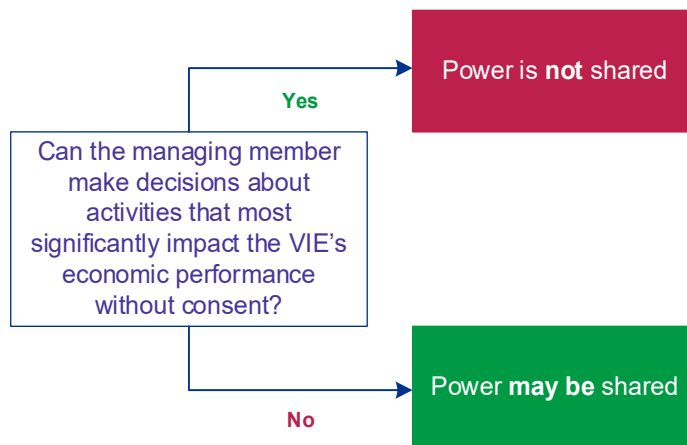 Power is not shared
Yes
Can the managing member
make decisions about
activities that most
significantly impact the VIE’s
economic performance
without consent?
Power may be shared
No